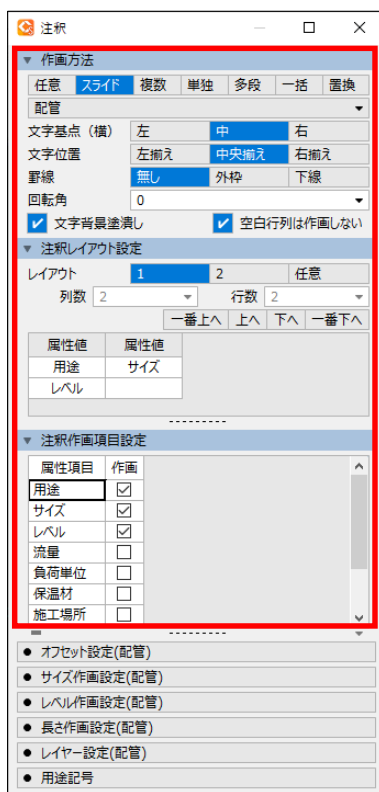 注釈
作画方法
任意 スライド 複数 単独 多段 一括 置換
配管
文字基点（横） 左 中 右
文字位置 左揃え 中央揃え 右揃え
罫線 無し 外枠 下線
回転角 0
文字背景塗潰し 空白行列は作画しない
注釈レイアウト設定
レイアウト 1 2 任意
列数 2 行数 2
一番上へ 上へ 下へ 一番下へ
属性値 属性値
用途 サイズ
レベル
注釈作画項目設定
属性項目 作画
用途
サイズ
レベル
流量
負荷単位
保温材
施工場所
オフセット設定(配管)
サイズ作画設定(配管)
レベル作画設定(配管)
長さ作画設定(配管)
レイヤー設定(配管)
用途記号